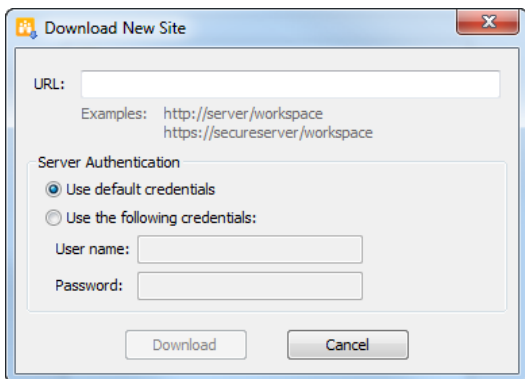 Download New Site
URL:
Examples: http://server/workspace
https://secureserver/workspace
Server Authentication
Use default credentials
Use the following credentials:
User name:
Password:
Download Cancel